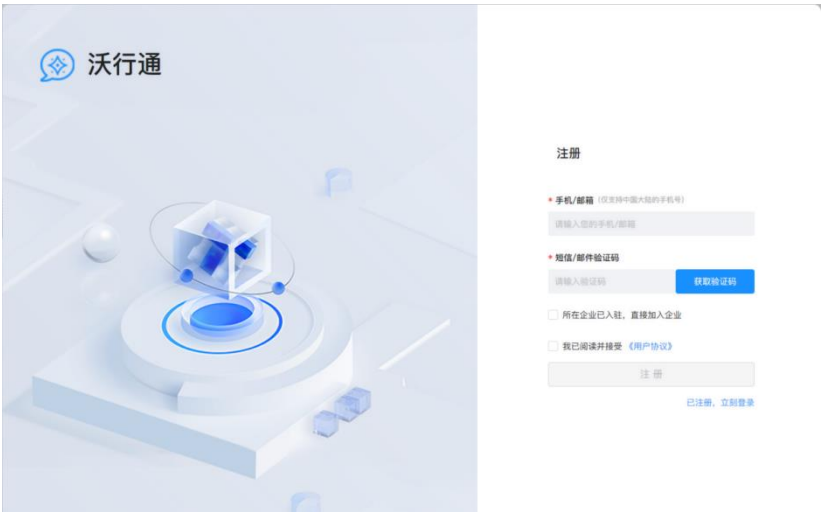 沃行通
注册
* 手机/邮箱 (仅支持中国大陆的手机号)
请输入您的手机/邮箱
* 短信/邮件验证码
请输入验证码 获取验证码
所在企业已入驻，直接加入企业
我已阅读并接受 《用户协议》
注 册
已注册，立刻登录